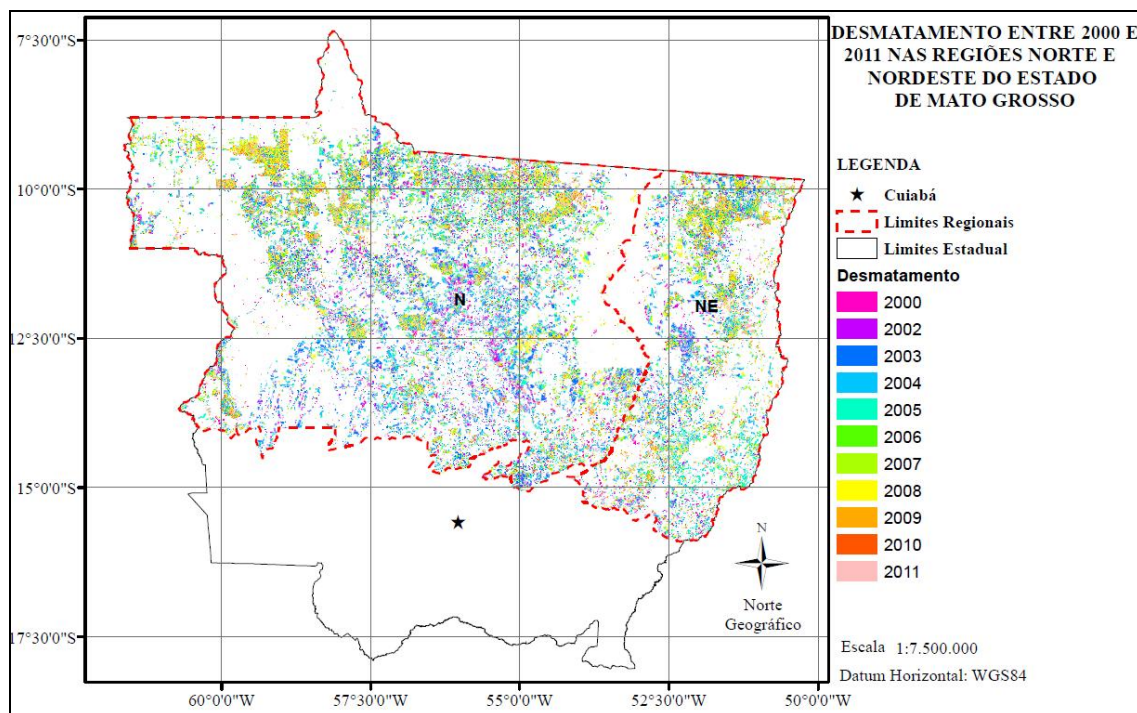 DESMATAMENTO ENTRE 2000 E
2011 NAS REGIÕES NORTE E
NORDESTE DO ESTADO
DE MATO GROSSO
7°30'0"S
10°0'0"S
12°30'0"S
15°0'0"S
17°30'0"S
N
NE
LEGENDA
Cuiabá
Limites Regionais
Limites Estadual
Desmatamento
2000
2002
2003
2004
2005
2006
2007
2008
2009
2010
2011
N
Norte
Geográfico
Escala 1:7.500.000
Datum Horizontal: WGS84
60°0'0"W
57°30'0"W
55°0'0"W
52°30'0"W
50°0'0"W